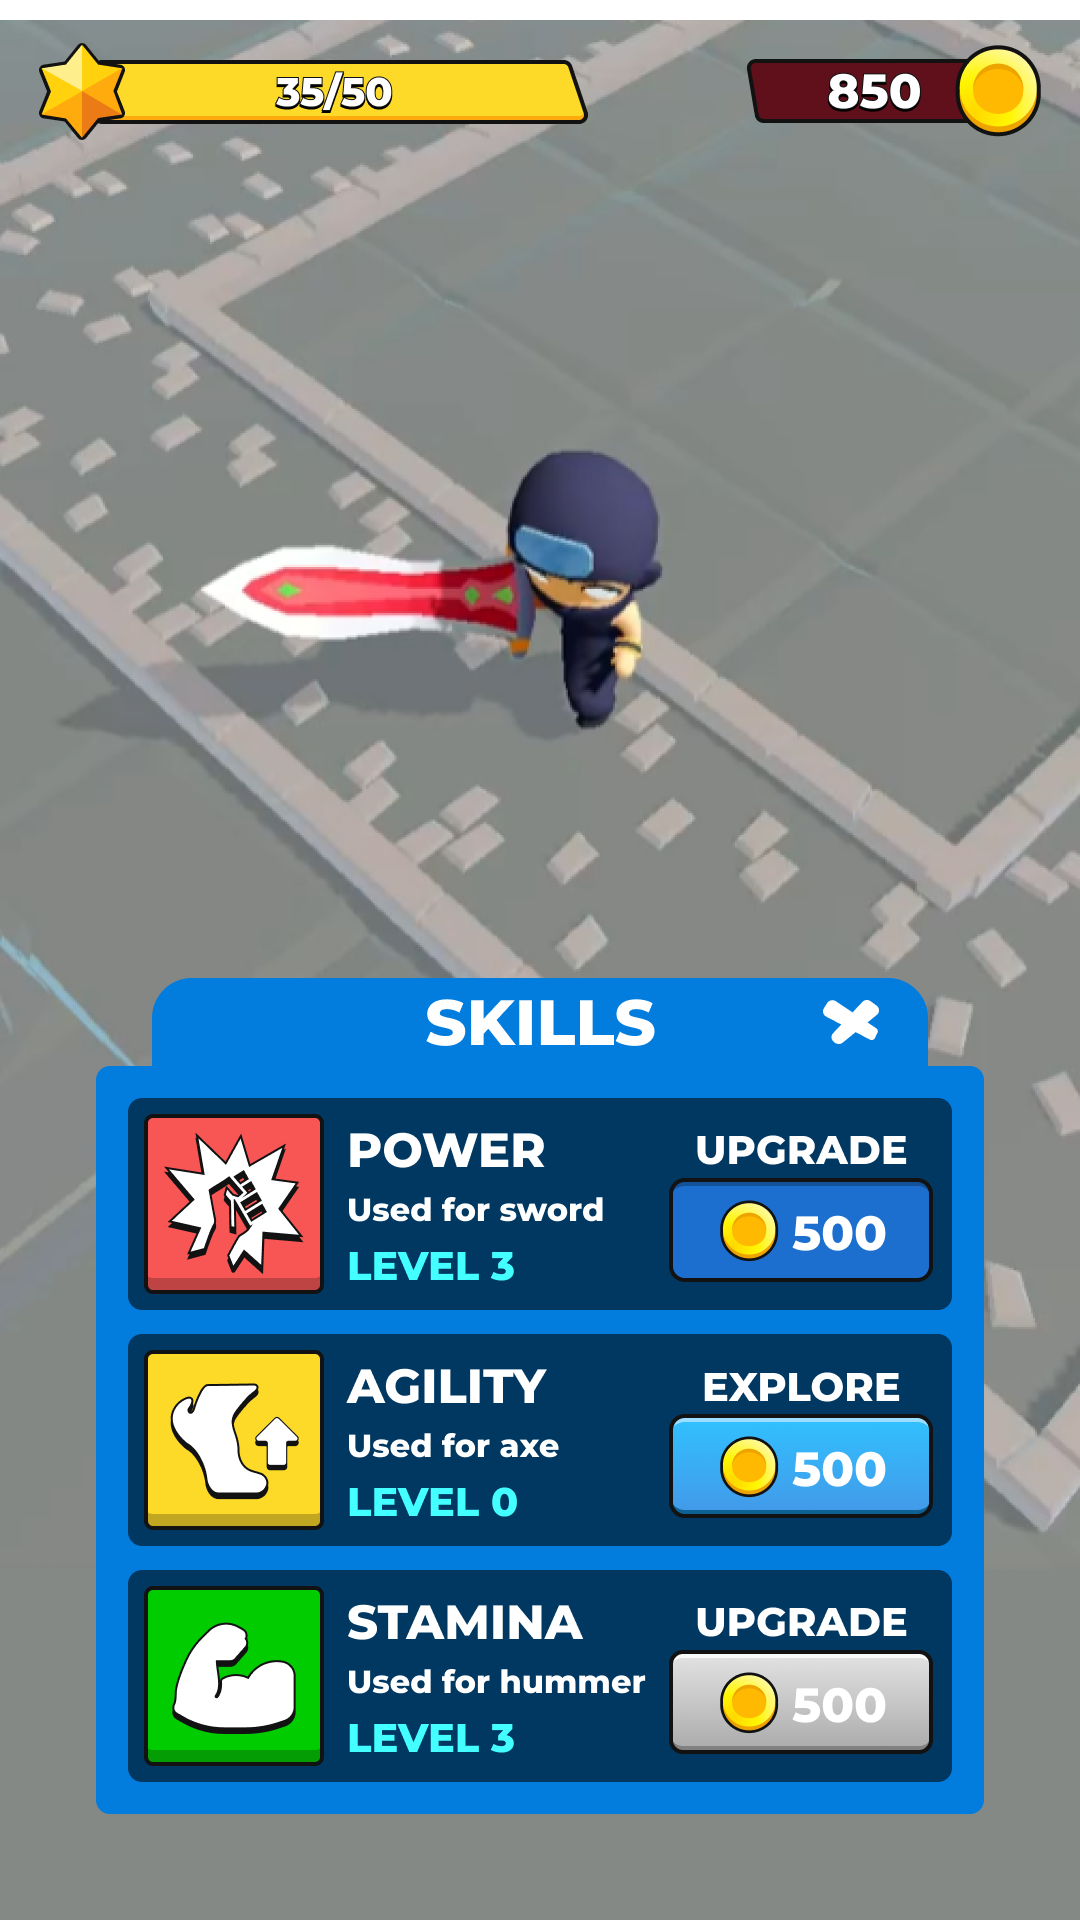 35/50
850
SKILLS
POWER
Used for sword
LEVEL 3
UPGRADE
500
AGILITY
Used for axe
LEVEL 0
EXPLORE
500
STAMINA
Used for hummer
LEVEL 3
UPGRADE
500